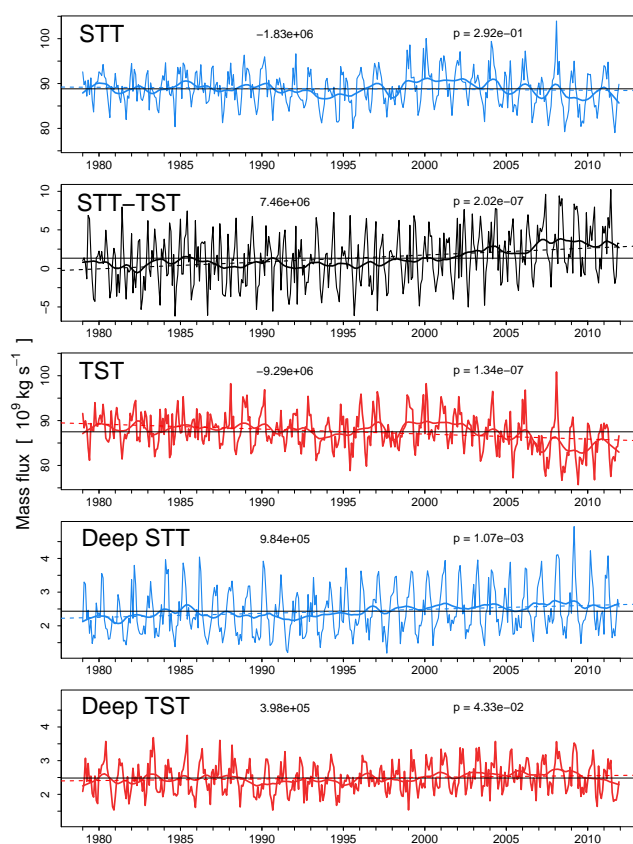 STT −1.83e+06 p = 2.92e−01
80 90 100
1980 1985 1990 1995 2000 2005 2010
STT−TST 7.46e+06 p = 2.02e−07
−5 0 5 10
1980 1985 1990 1995 2000 2005 2010
TST −9.29e+06 p = 1.34e−07
80 90 100
1980 1985 1990 1995 2000 2005 2010
Mass flux [ 10⁹ kg s⁻¹ ]
Deep STT 9.84e+05 p = 1.07e−03
2 3 4
1980 1985 1990 1995 2000 2005 2010
Deep TST 3.98e+05 p = 4.33e−02
2 3 4
1980 1985 1990 1995 2000 2005 2010